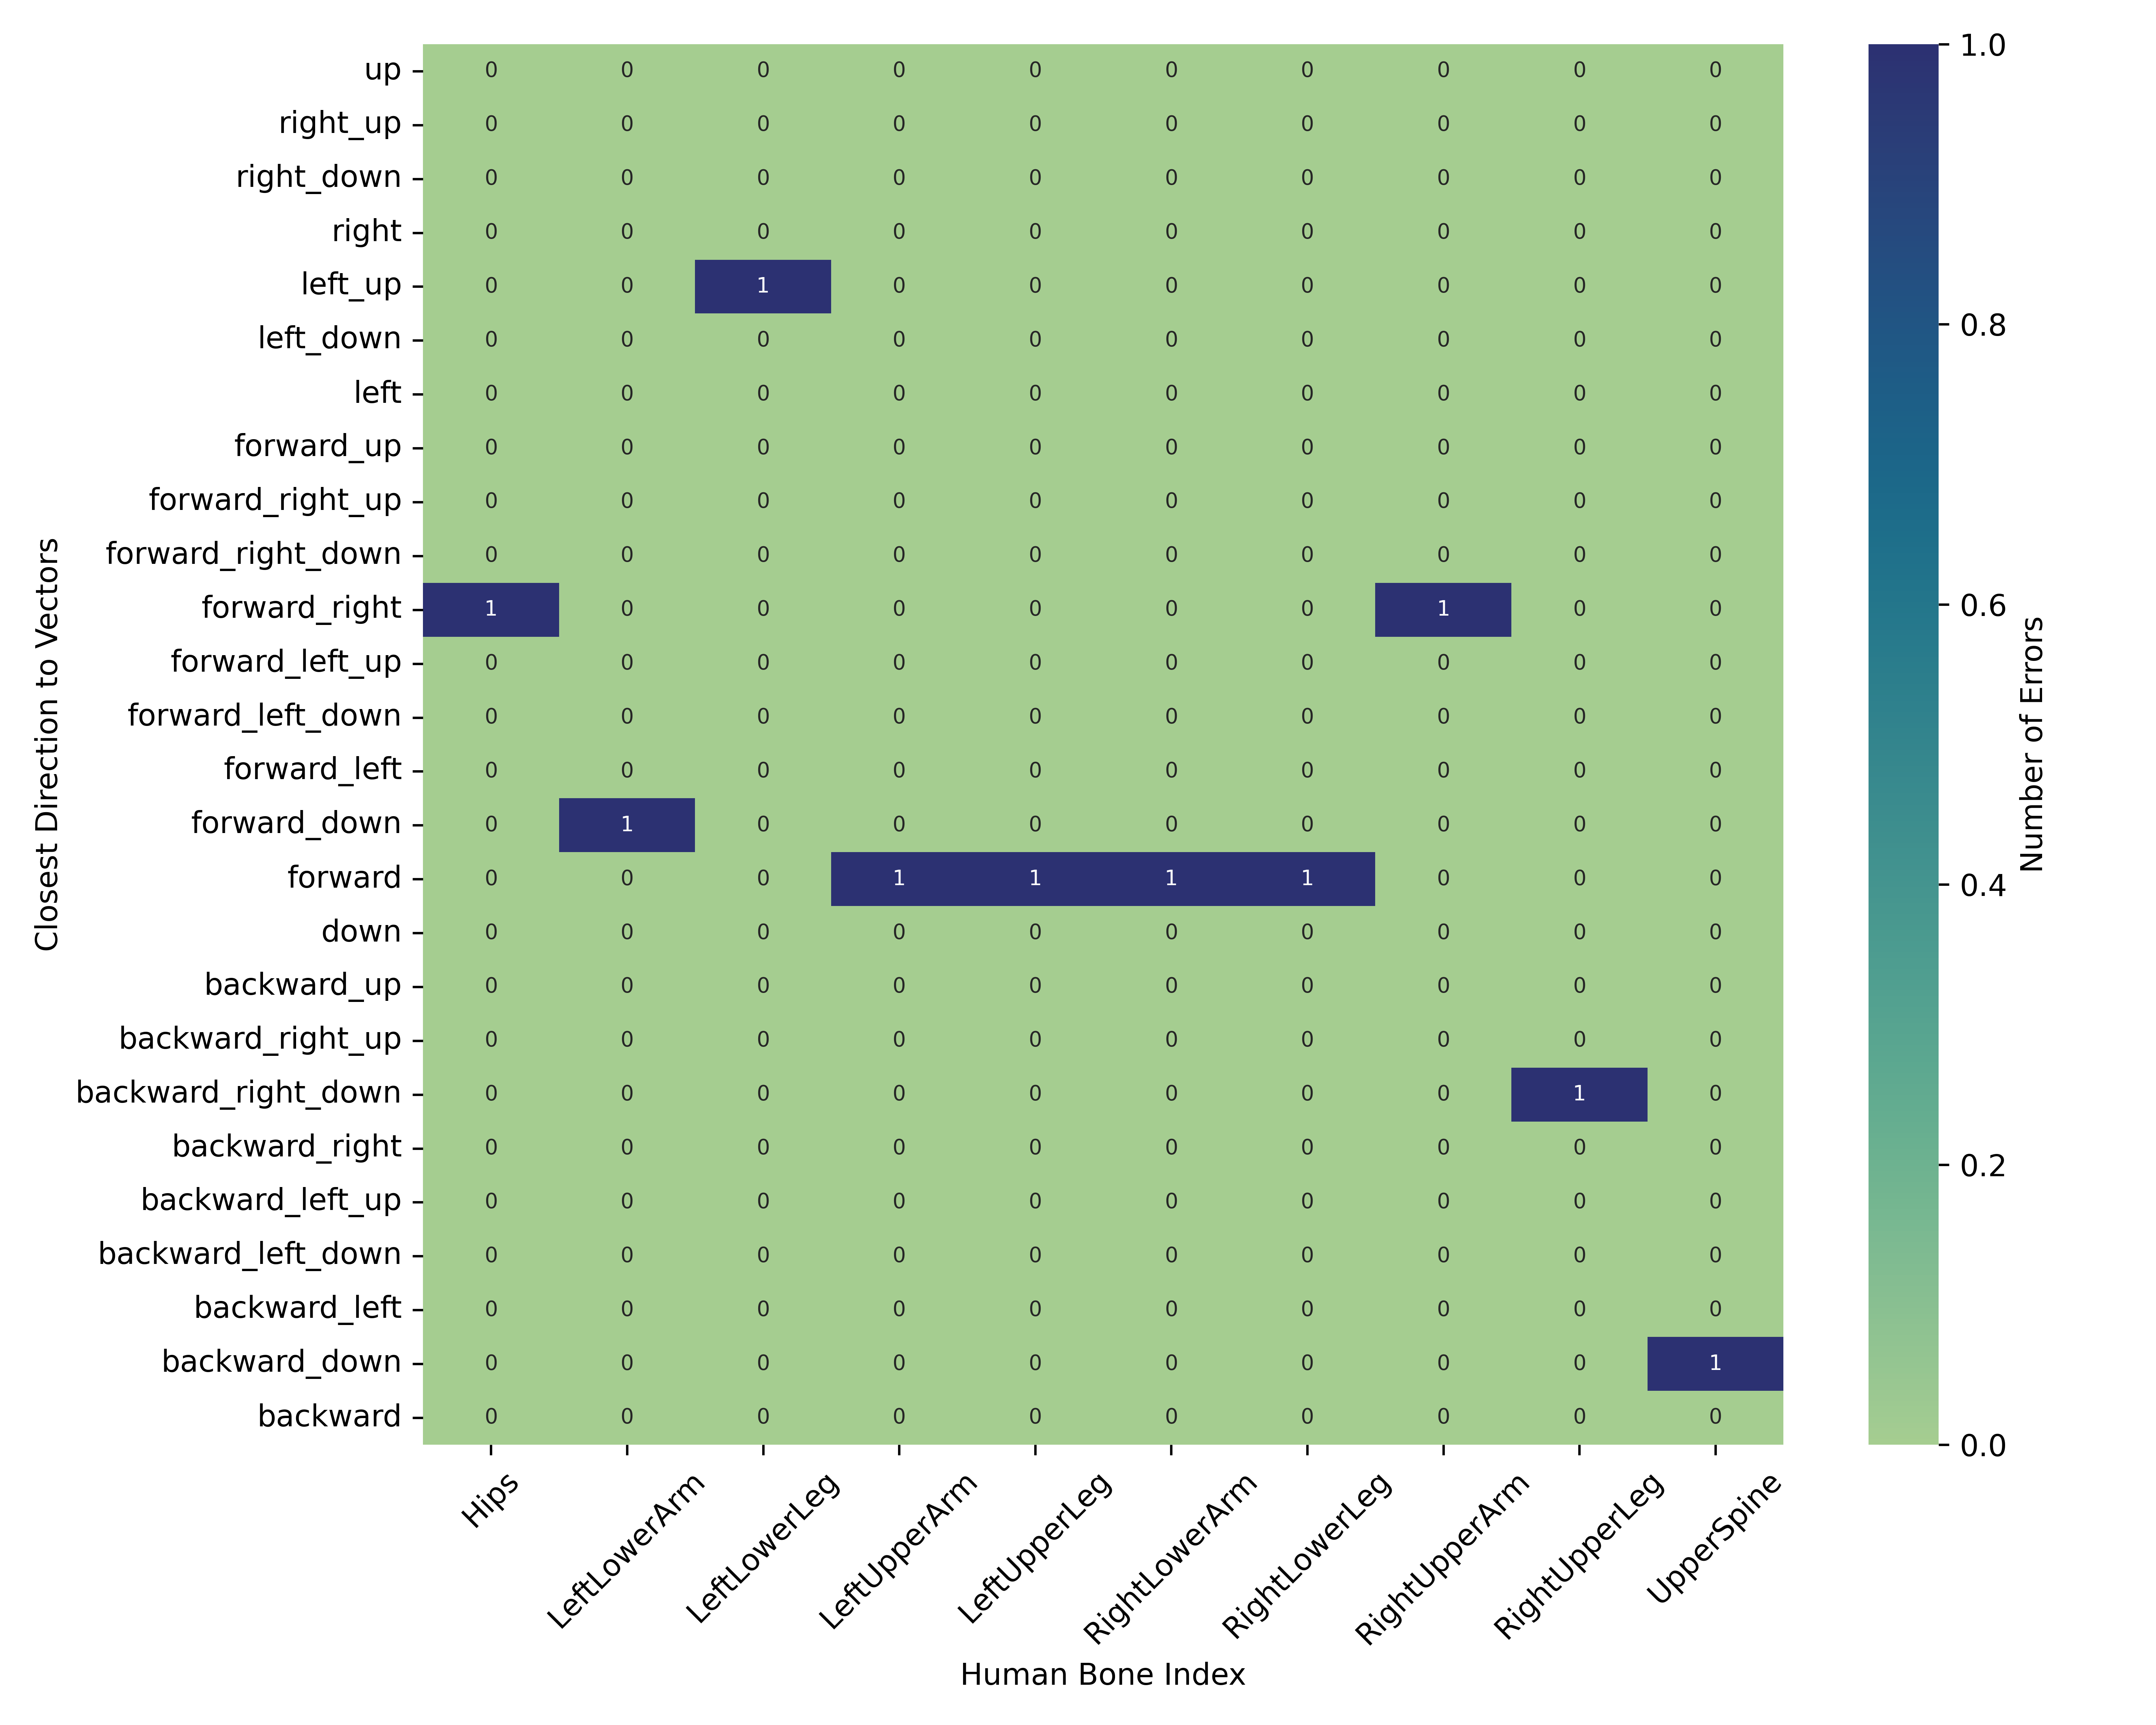 up 0 0 0 0 0 0 0 0 0 0
right_up 0 0 0 0 0 0 0 0 0 0
right_down 0 0 0 0 0 0 0 0 0 0
right 0 0 0 0 0 0 0 0 0 0
left_up 0 0 1 0 0 0 0 0 0 0
left_down 0 0 0 0 0 0 0 0 0 0
left 0 0 0 0 0 0 0 0 0 0
forward_up 0 0 0 0 0 0 0 0 0 0
forward_right_up 0 0 0 0 0 0 0 0 0 0
forward_right_down 0 0 0 0 0 0 0 0 0 0
forward_right 1 0 0 0 0 0 0 1 0 0
forward_left_up 0 0 0 0 0 0 0 0 0 0
forward_left_down 0 0 0 0 0 0 0 0 0 0
forward_left 0 0 0 0 0 0 0 0 0 0
forward_down 0 1 0 0 0 0 0 0 0 0
forward 0 0 0 1 1 1 1 0 0 0
down 0 0 0 0 0 0 0 0 0 0
backward_up 0 0 0 0 0 0 0 0 0 0
backward_right_up 0 0 0 0 0 0 0 0 0 0
backward_right_down 0 0 0 0 0 0 0 0 1 0
backward_right 0 0 0 0 0 0 0 0 0 0
backward_left_up 0 0 0 0 0 0 0 0 0 0
backward_left_down 0 0 0 0 0 0 0 0 0 0
backward_left 0 0 0 0 0 0 0 0 0 0
backward_down 0 0 0 0 0 0 0 0 0 1
backward 0 0 0 0 0 0 0 0 0 0
Closest Direction to Vectors
Hips LeftLowerArm LeftLowerLeg LeftUpperArm LeftUpperLeg RightLowerArm RightLowerLeg RightUpperArm RightUpperLeg UpperSpine
Human Bone Index
1.0
0.8
0.6
0.4
0.2
0.0
Number of Errors